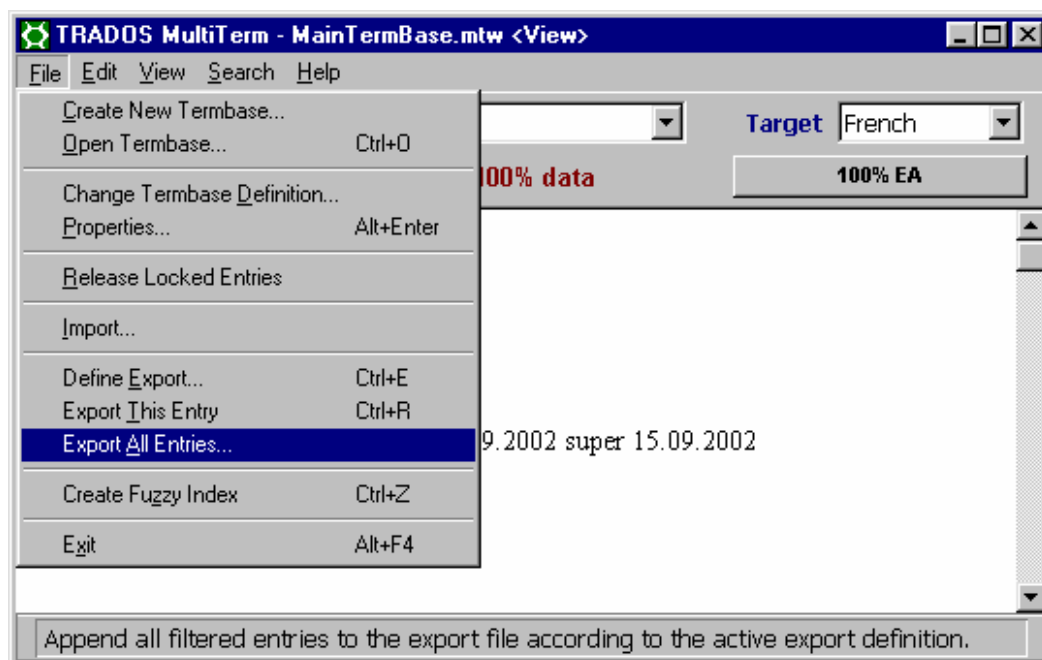 TRADOS MultiTerm - MainTermBase.mtw <View>
File Edit View Search Help
Create New Termbase...
Open Termbase... Ctrl+O
Change Termbase Definition...
Properties... Alt+Enter
Release Locked Entries
Import...
Define Export... Ctrl+E
Export This Entry Ctrl+R
Export All Entries...
Create Fuzzy Index Ctrl+Z
Exit Alt+F4
Target French
100% data 100% EA
9.2002 super 15.09.2002
Append all filtered entries to the export file according to the active export definition.